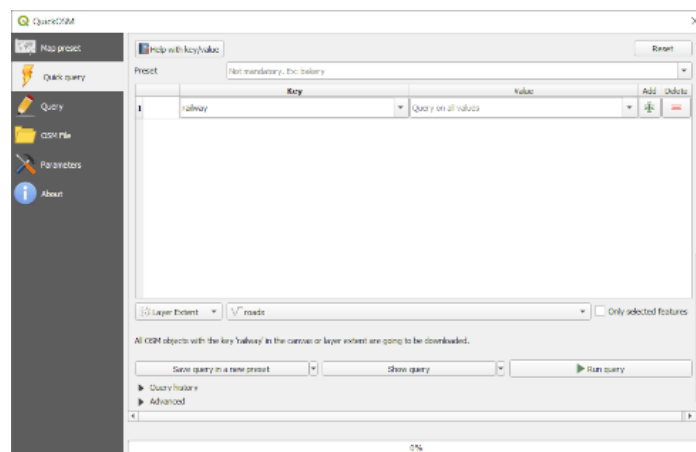 QuickOSM
Map preset
Quick query
Query
OSM File
Parameters
About
Help with key/value
Reset
Preset
Not mandatory. Ex: bakery
Key Value Add Delete
1 railway Query on all values
Layer Extent roads Only selected features
All OSM objects with the key 'railway' in the canvas or layer extent are going to be downloaded.
Save query in a new preset Show query Run query
Query history
Advanced
0%